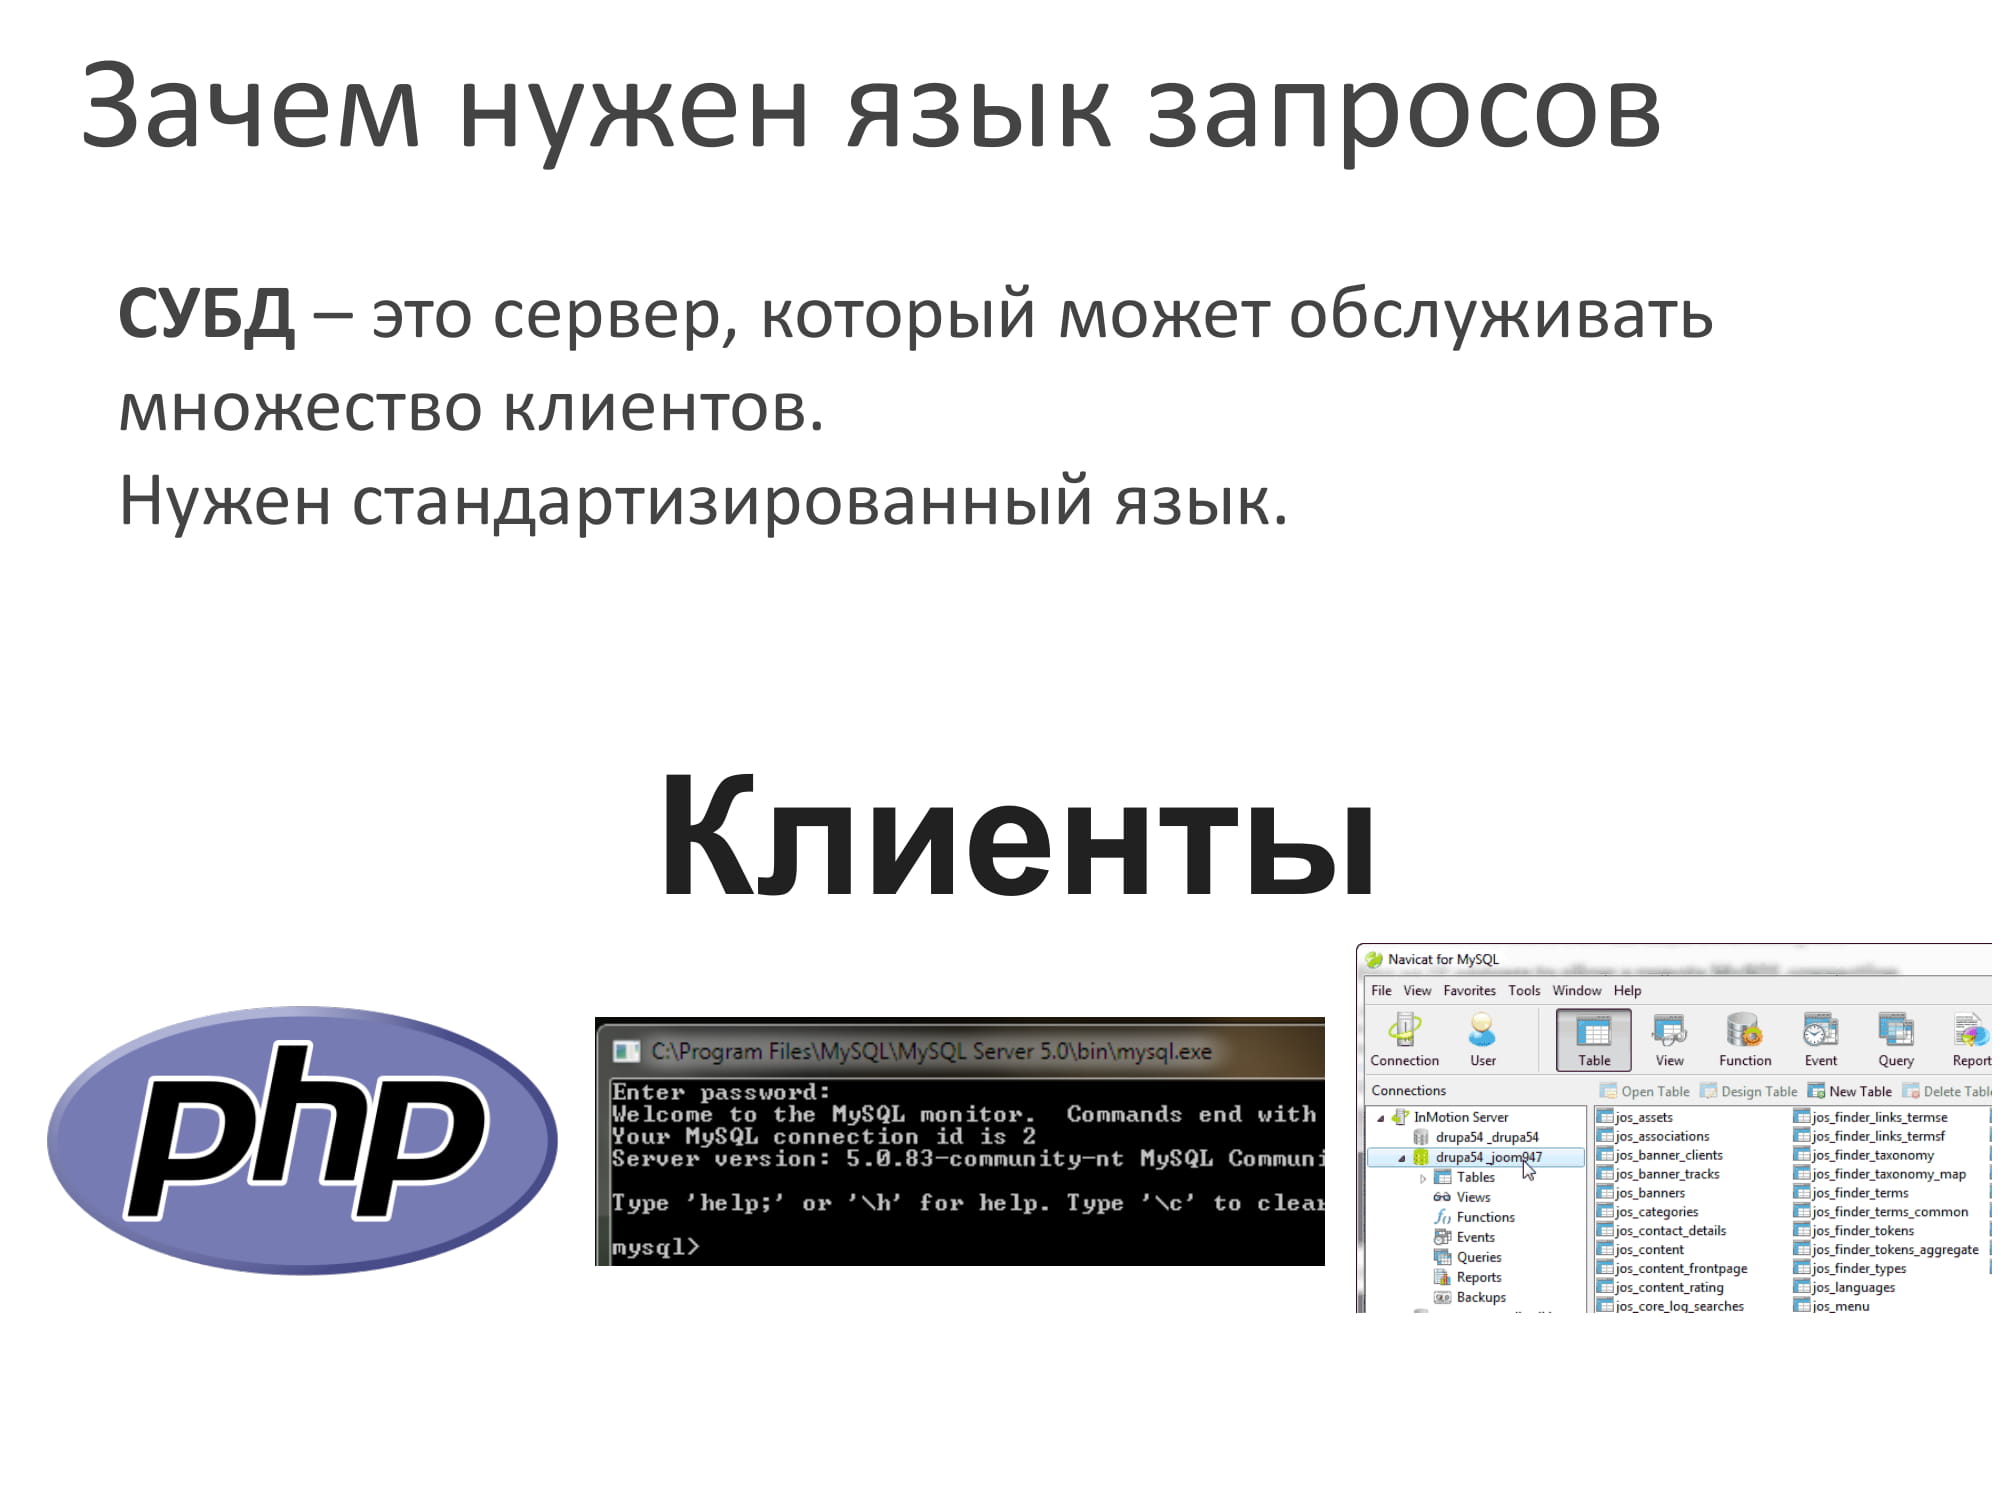 Зачем нужен язык запросов
СУБД – это сервер, который может обслуживать
множество клиентов.
Нужен стандартизированный язык.
Клиенты
php
C:\Program Files\MySQL\MySQL Server 5.0\bin\mysql.exe
Enter password:
Welcome to the MySQL monitor.  Commands end with
Your MySQL connection id is 2
Server version: 5.0.83-community-nt MySQL Communi
Type 'help;' or '\h' for help. Type '\c' to clear
mysql>
Navicat for MySQL
File View Favorites Tools Window Help
Connection User Table View Function Event Query Report
Connections
Open Table Design Table New Table Delete Table
InMotion Server
drupa54_drupa54
drupa54_joom947
Tables
Views
Functions
Events
Queries
Reports
Backups
jos_assets
jos_associations
jos_banner_clients
jos_banner_tracks
jos_banners
jos_categories
jos_contact_details
jos_content
jos_content_frontpage
jos_content_rating
jos_core_log_searches
jos_finder_links_termse
jos_finder_links_termsf
jos_finder_taxonomy
jos_finder_taxonomy_map
jos_finder_terms
jos_finder_terms_common
jos_finder_tokens
jos_finder_tokens_aggregate
jos_finder_types
jos_languages
jos_menu